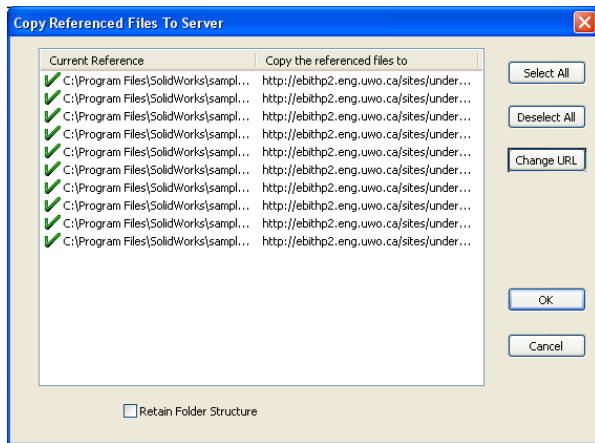 Copy Referenced Files To Server
Current Reference Copy the referenced files to
C:\Program Files\SolidWorks\sampl... http://ebithp2.eng.uwo.ca/sites/under...
C:\Program Files\SolidWorks\sampl... http://ebithp2.eng.uwo.ca/sites/under...
C:\Program Files\SolidWorks\sampl... http://ebithp2.eng.uwo.ca/sites/under...
C:\Program Files\SolidWorks\sampl... http://ebithp2.eng.uwo.ca/sites/under...
C:\Program Files\SolidWorks\sampl... http://ebithp2.eng.uwo.ca/sites/under...
C:\Program Files\SolidWorks\sampl... http://ebithp2.eng.uwo.ca/sites/under...
C:\Program Files\SolidWorks\sampl... http://ebithp2.eng.uwo.ca/sites/under...
C:\Program Files\SolidWorks\sampl... http://ebithp2.eng.uwo.ca/sites/under...
C:\Program Files\SolidWorks\sampl... http://ebithp2.eng.uwo.ca/sites/under...
C:\Program Files\SolidWorks\sampl... http://ebithp2.eng.uwo.ca/sites/under...
Select All
Deselect All
Change URL
OK
Cancel
Retain Folder Structure